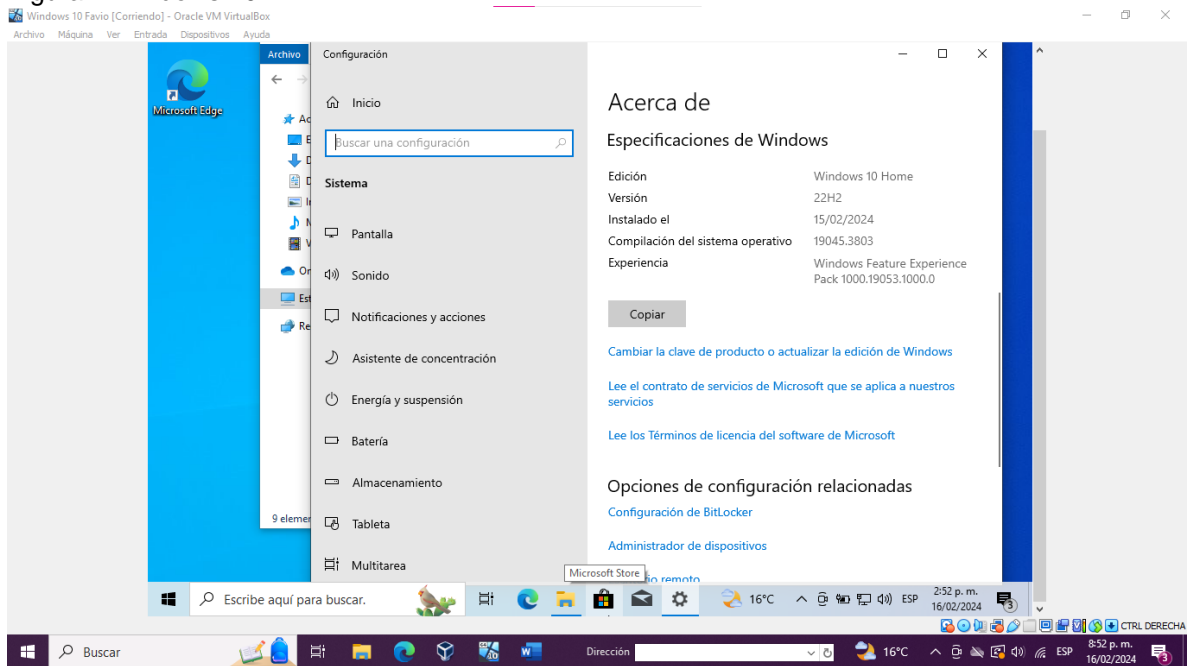 Windows 10 Favio [Corriendo] - Oracle VM VirtualBox
Archivo Máquina Ver Entrada Dispositivos Ayuda
Microsoft Edge
Archivo
9 elemen
Configuración
Inicio
Buscar una configuración
Sistema
Pantalla
Sonido
Notificaciones y acciones
Asistente de concentración
Energía y suspensión
Batería
Almacenamiento
Tableta
Multitarea
Acerca de
Especificaciones de Windows
Edición Windows 10 Home
Versión 22H2
Instalado el 15/02/2024
Compilación del sistema operativo 19045.3803
Experiencia Windows Feature Experience
Pack 1000.19053.1000.0
Copiar
Cambiar la clave de producto o actualizar la edición de Windows
Lee el contrato de servicios de Microsoft que se aplica a nuestros
servicios
Lee los Términos de licencia del software de Microsoft
Opciones de configuración relacionadas
Configuración de BitLocker
Administrador de dispositivos
remoto
Microsoft Store
Escribe aquí para buscar.
16°C
ESP
2:52 p. m.
16/02/2024
3
CTRL DERECHA
Buscar
Dirección
16°C
ESP
8:52 p. m.
16/02/2024
3